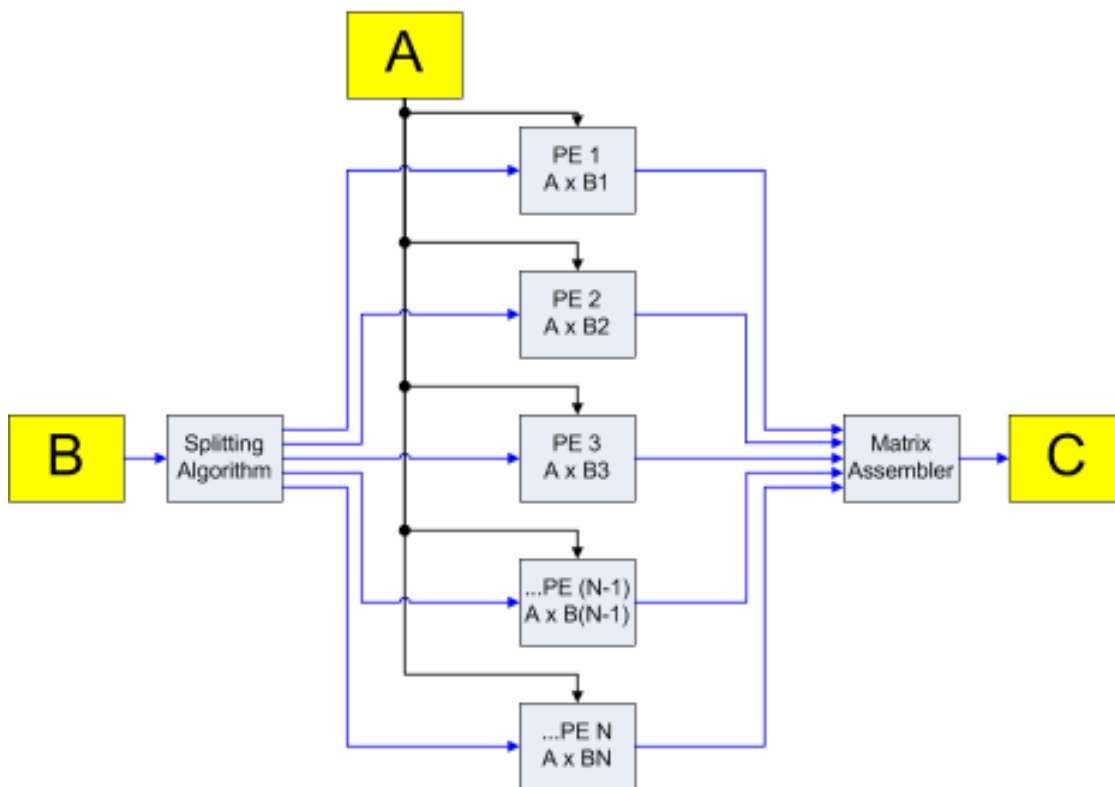 A
PE 1
A x B1
PE 2
A x B2
B
Splitting
Algorithm
PE 3
A x B3
Matrix
Assembler
C
...PE (N-1)
A x B(N-1)
...PE N
A x BN